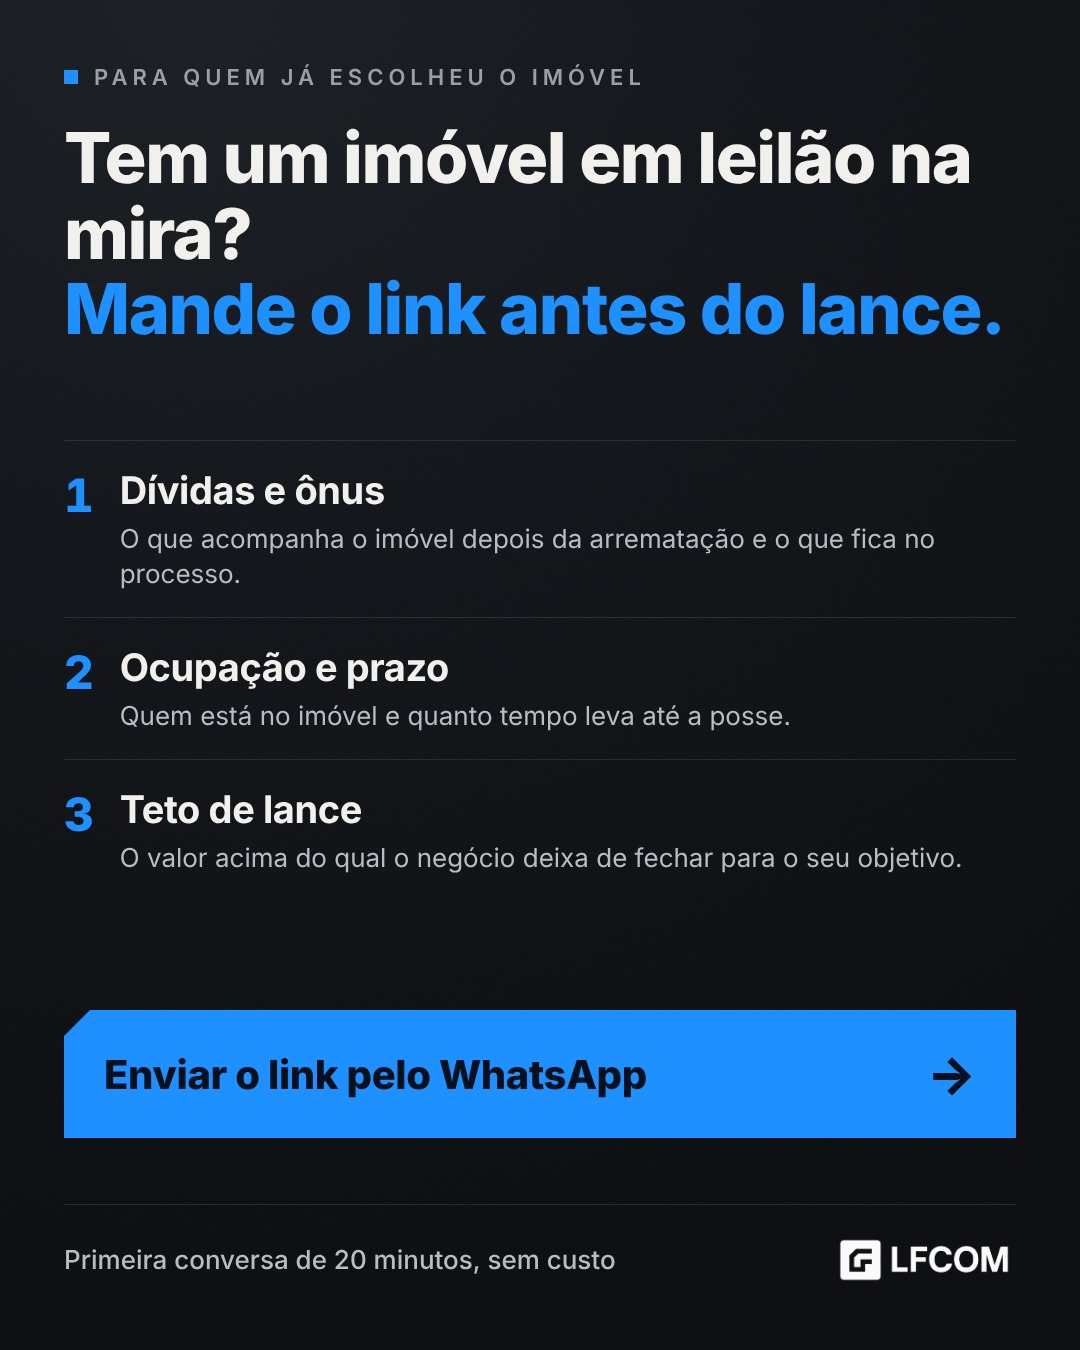 PARA QUEM JÁ ESCOLHEU O IMÓVEL
Tem um imóvel em leilão na
mira?
Mande o link antes do lance.
1 Dívidas e ônus
O que acompanha o imóvel depois da arrematação e o que fica no
processo.
2 Ocupação e prazo
Quem está no imóvel e quanto tempo leva até a posse.
3 Teto de lance
O valor acima do qual o negócio deixa de fechar para o seu objetivo.
Enviar o link pelo WhatsApp →
Primeira conversa de 20 minutos, sem custo
LFCOM